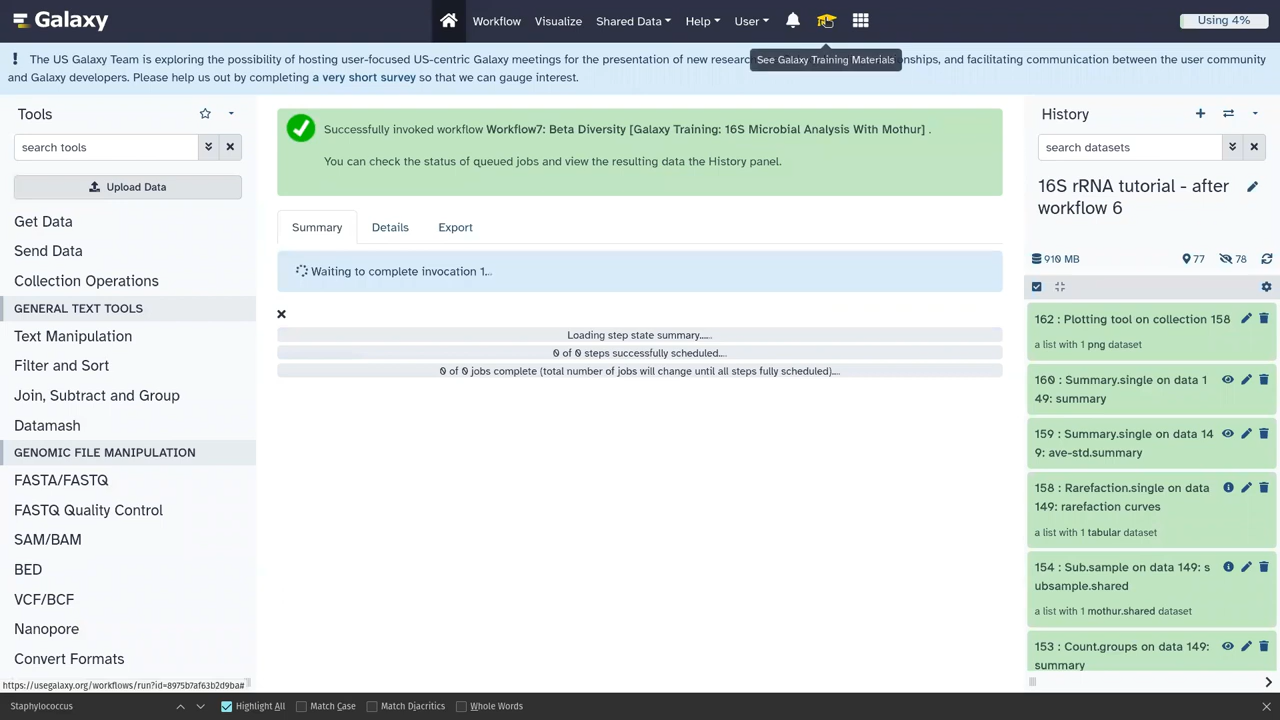 Galaxy
Workflow
Visualize
Shared Data
Help
User
Using 4%
! The US Galaxy Team is exploring the possibility of hosting user-focused US-centric Galaxy meetings for the presentation of new researc
nships, and facilitating communication between the user community
See Galaxy Training Materials
and Galaxy developers. Please help us out by completing a very short survey so that we can gauge interest.
Tools
search tools
Upload Data
Get Data
Send Data
Collection Operations
GENERAL TEXT TOOLS
Text Manipulation
Filter and Sort
Join, Subtract and Group
Datamash
GENOMIC FILE MANIPULATION
FASTA/FASTQ
FASTQ Quality Control
SAM/BAM
BED
VCF/BCF
Nanopore
Convert Formats
https://usegalaxy.org/workflows/run?id=8975b7af63b2d9ba#
Successfully invoked workflow Workflow7: Beta Diversity [Galaxy Training: 16S Microbial Analysis With Mothur] .
You can check the status of queued jobs and view the resulting data the History panel.
Summary
Details
Export
Waiting to complete invocation 1...
Loading step state summary......
0 of 0 steps successfully scheduled....
0 of 0 jobs complete (total number of jobs will change until all steps fully scheduled)....
History
search datasets
16S rRNA tutorial - after
workflow 6
910 MB
77
78
162 : Plotting tool on collection 158
a list with 1 png dataset
160 : Summary.single on data 1
49: summary
159 : Summary.single on data 14
9: ave-std.summary
158 : Rarefaction.single on data
149: rarefaction curves
a list with 1 tabular dataset
154 : Sub.sample on data 149: s
ubsample.shared
a list with 1 mothur.shared dataset
153 : Count.groups on data 149:
summary
Staphylococcus
Highlight All
Match Case
Match Diacritics
Whole Words